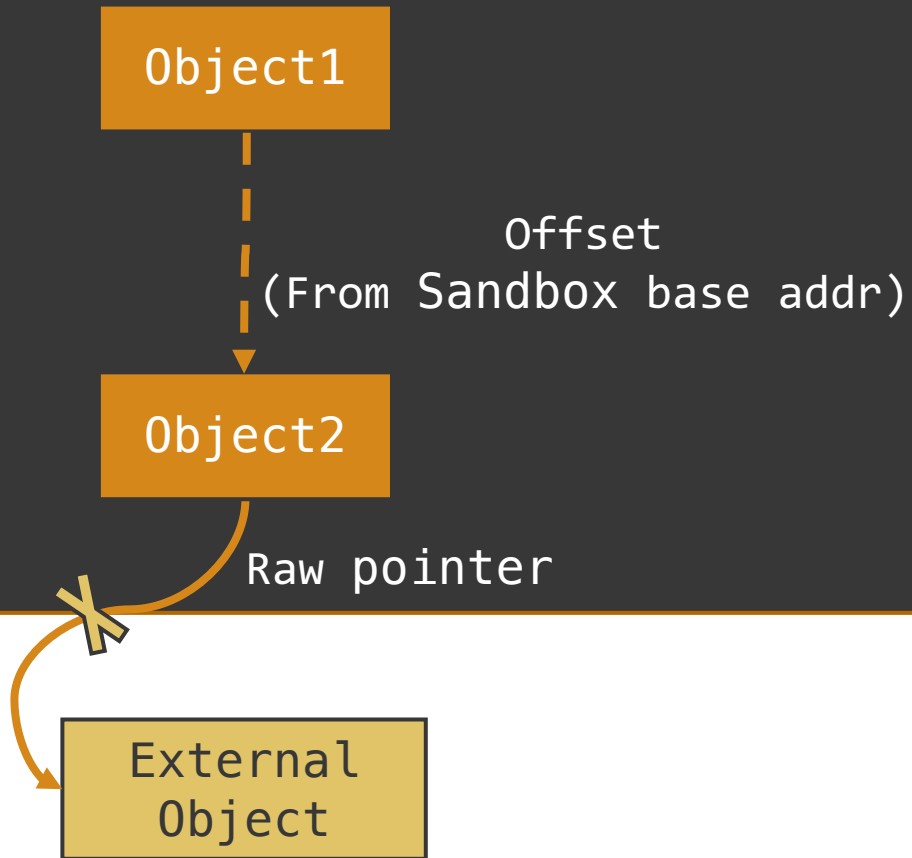 Object1
Offset
(From Sandbox base addr)
Object2
Raw pointer
External
Object